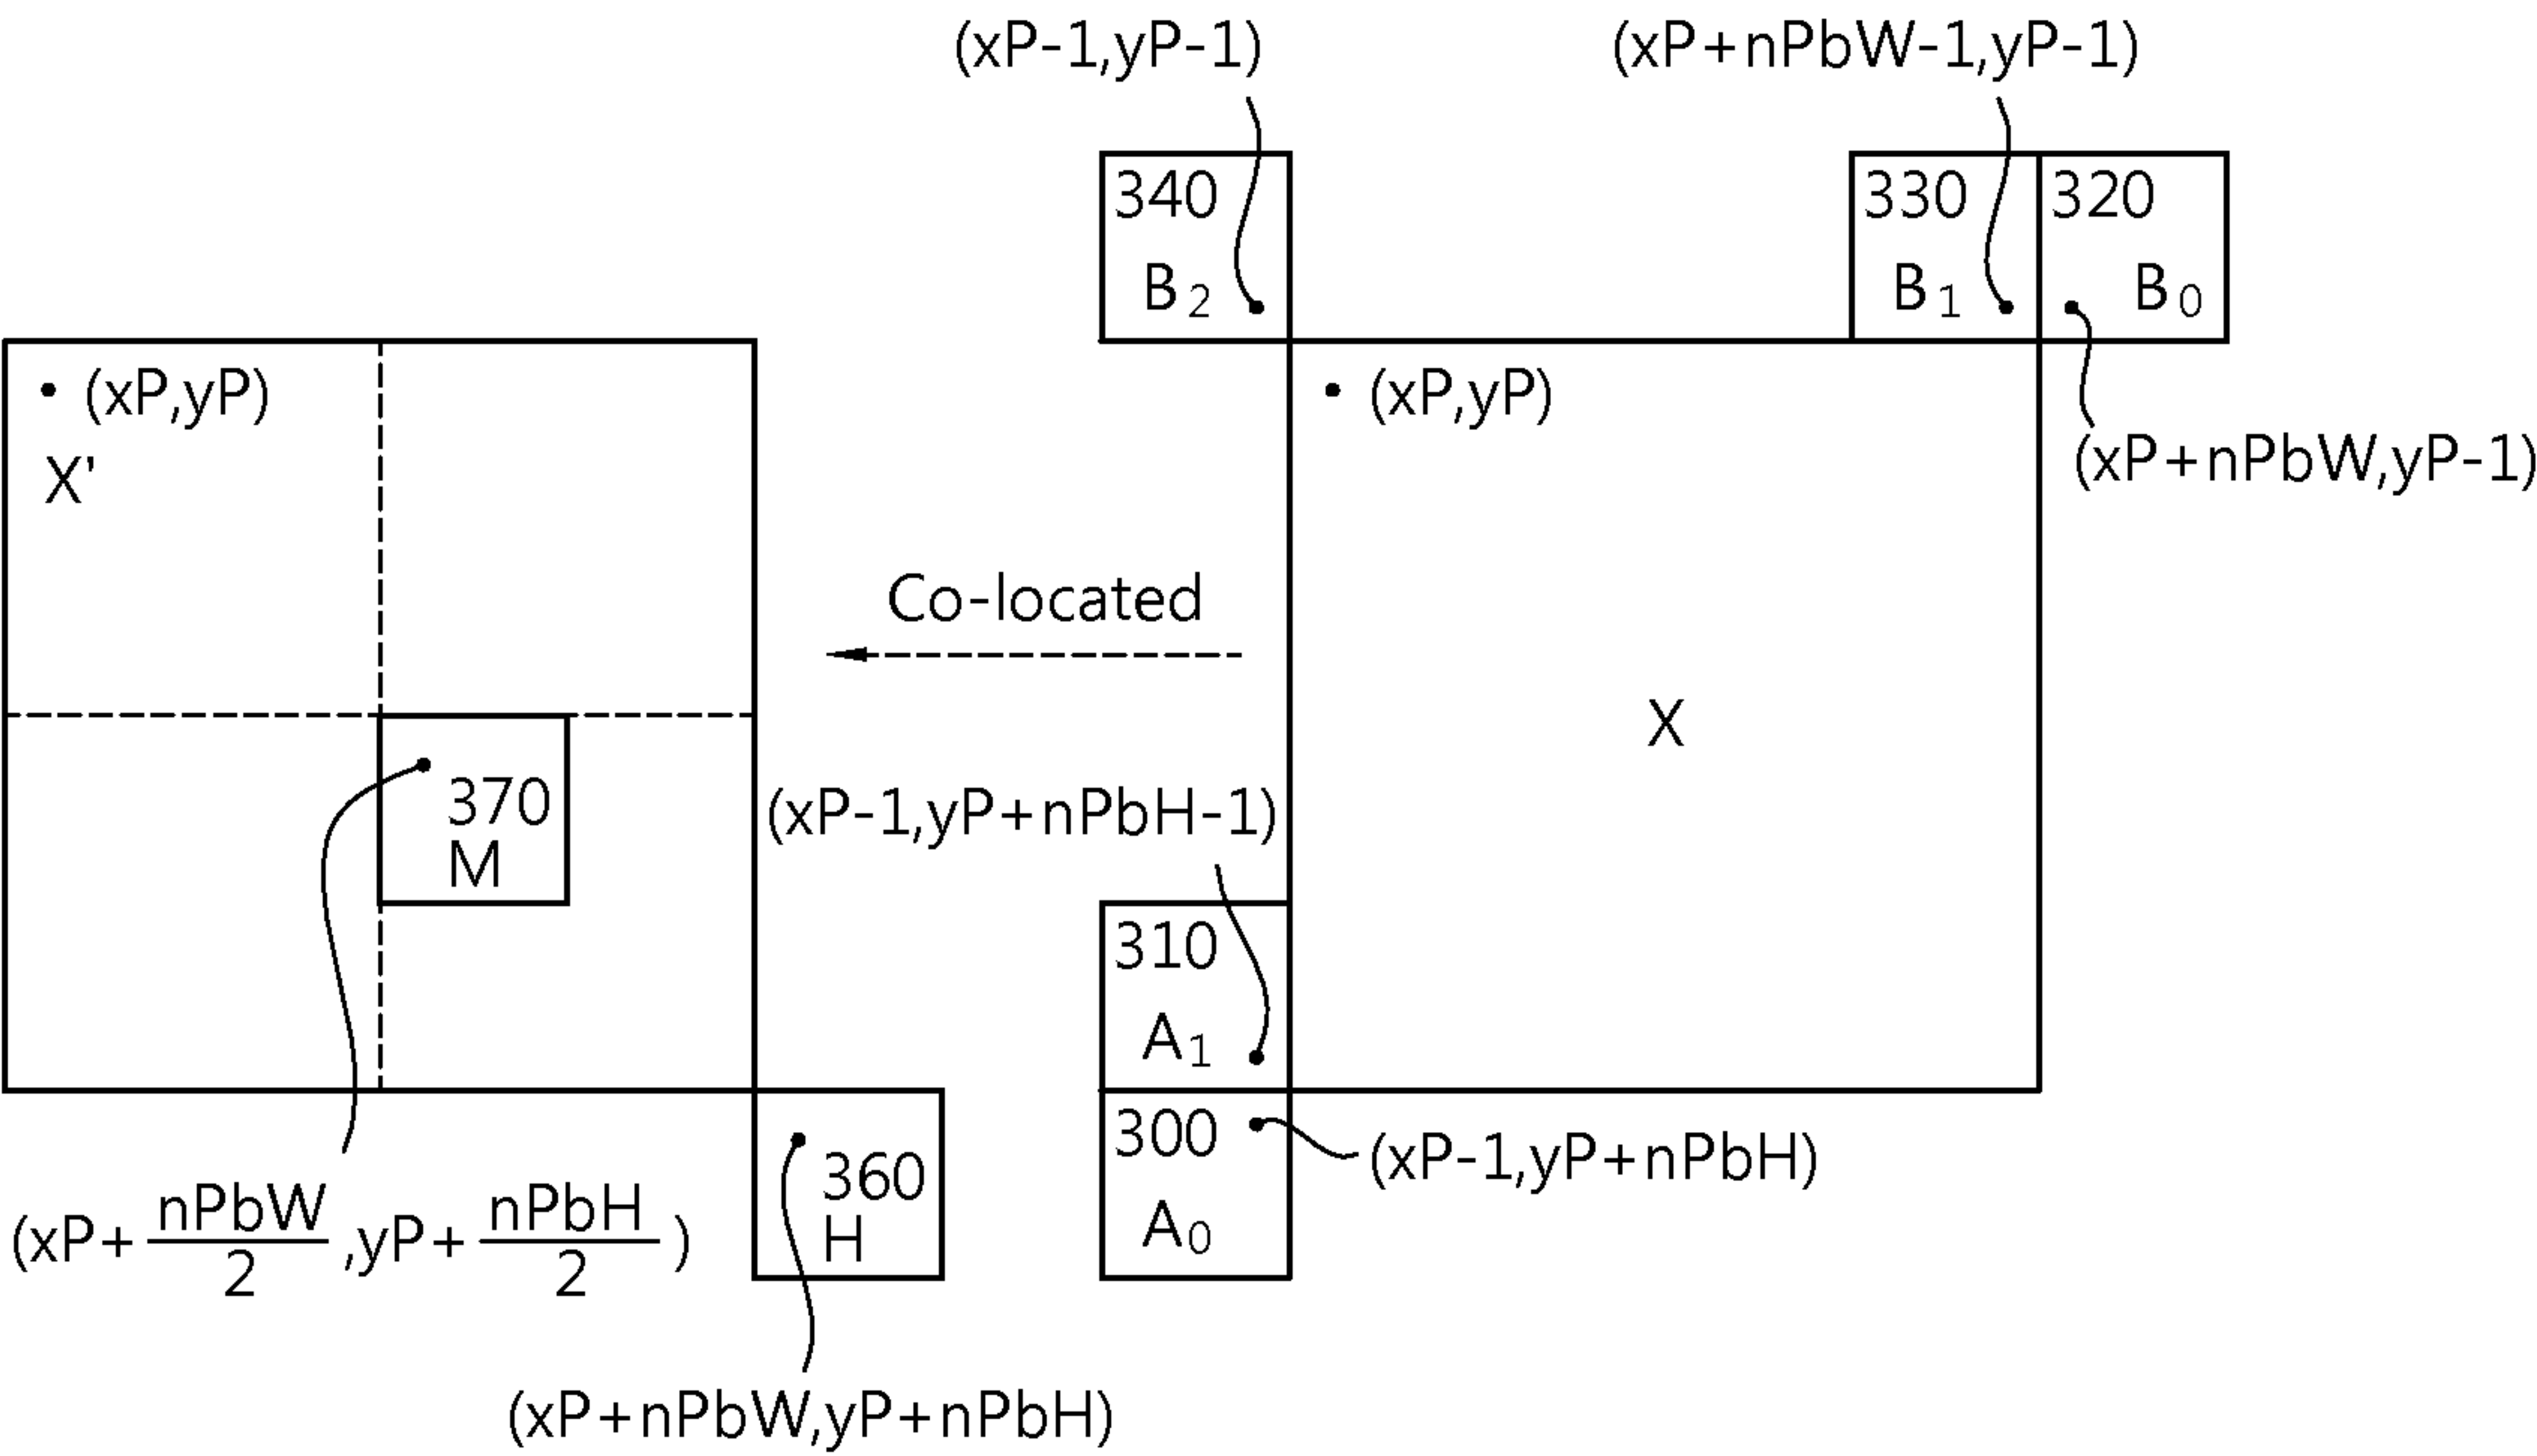 (xP-1,yP-1)
(xP+nPbW-1,yP-1)
340
B2
330
B1
320
B0
(xP,yP)
X'
(xP,yP)
(xP+nPbW,yP-1)
Co-located
X
370
M
(xP-1,yP+nPbH-1)
310
A1
300
A0
(xP-1,yP+nPbH)
360
H
(xP+nPbW/2,yP+nPbH/2)
(xP+nPbW,yP+nPbH)